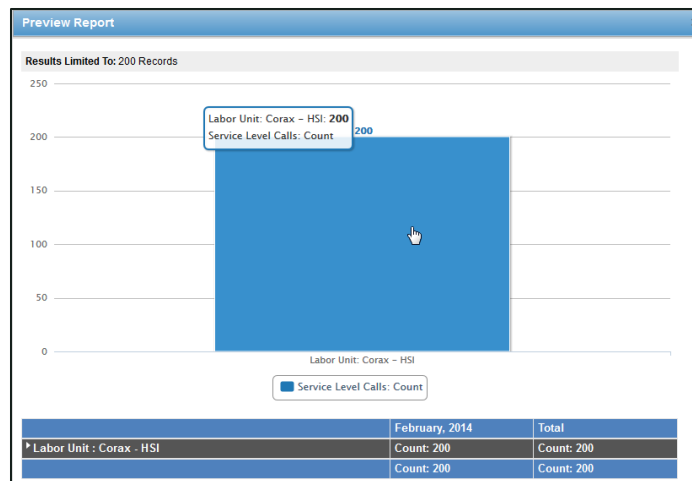 Preview Report
Results Limited To: 200 Records
250
Labor Unit: Corax - HSI: 200
Service Level Calls: Count
200
200
150
100
50
0
Labor Unit: Corax - HSI
Service Level Calls: Count
February, 2014 Total
Labor Unit : Corax - HSI Count: 200 Count: 200
Count: 200 Count: 200